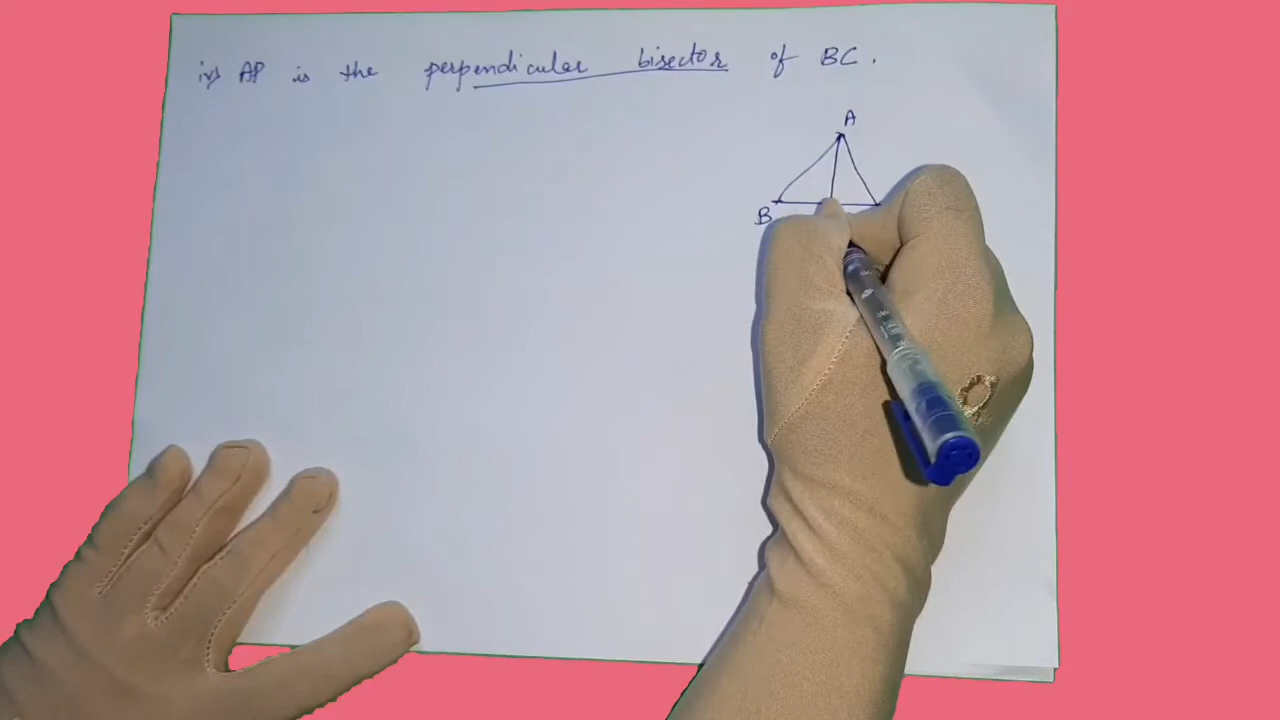 iv) AP is the perpendicular bisector of BC.
A
B